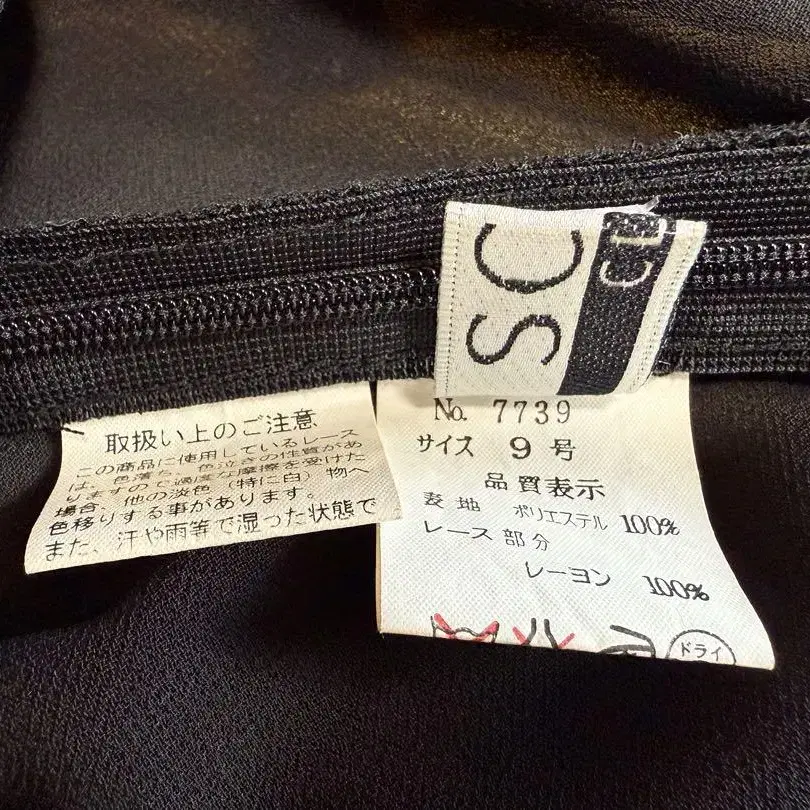 SC
CL
取扱い上のご注意
この商品に使用しているレース
は、色落ち、色泣きの性質があ
りますので過度な摩擦を受けた
場合、他の淡色（特に白）物へ
色移りする事があります。
また、汗や雨等で湿った状態で
No. 7739
サイズ 9 号
品質表示
表地 ポリエステル 100%
レース部分
レーヨン 100%
ドライ